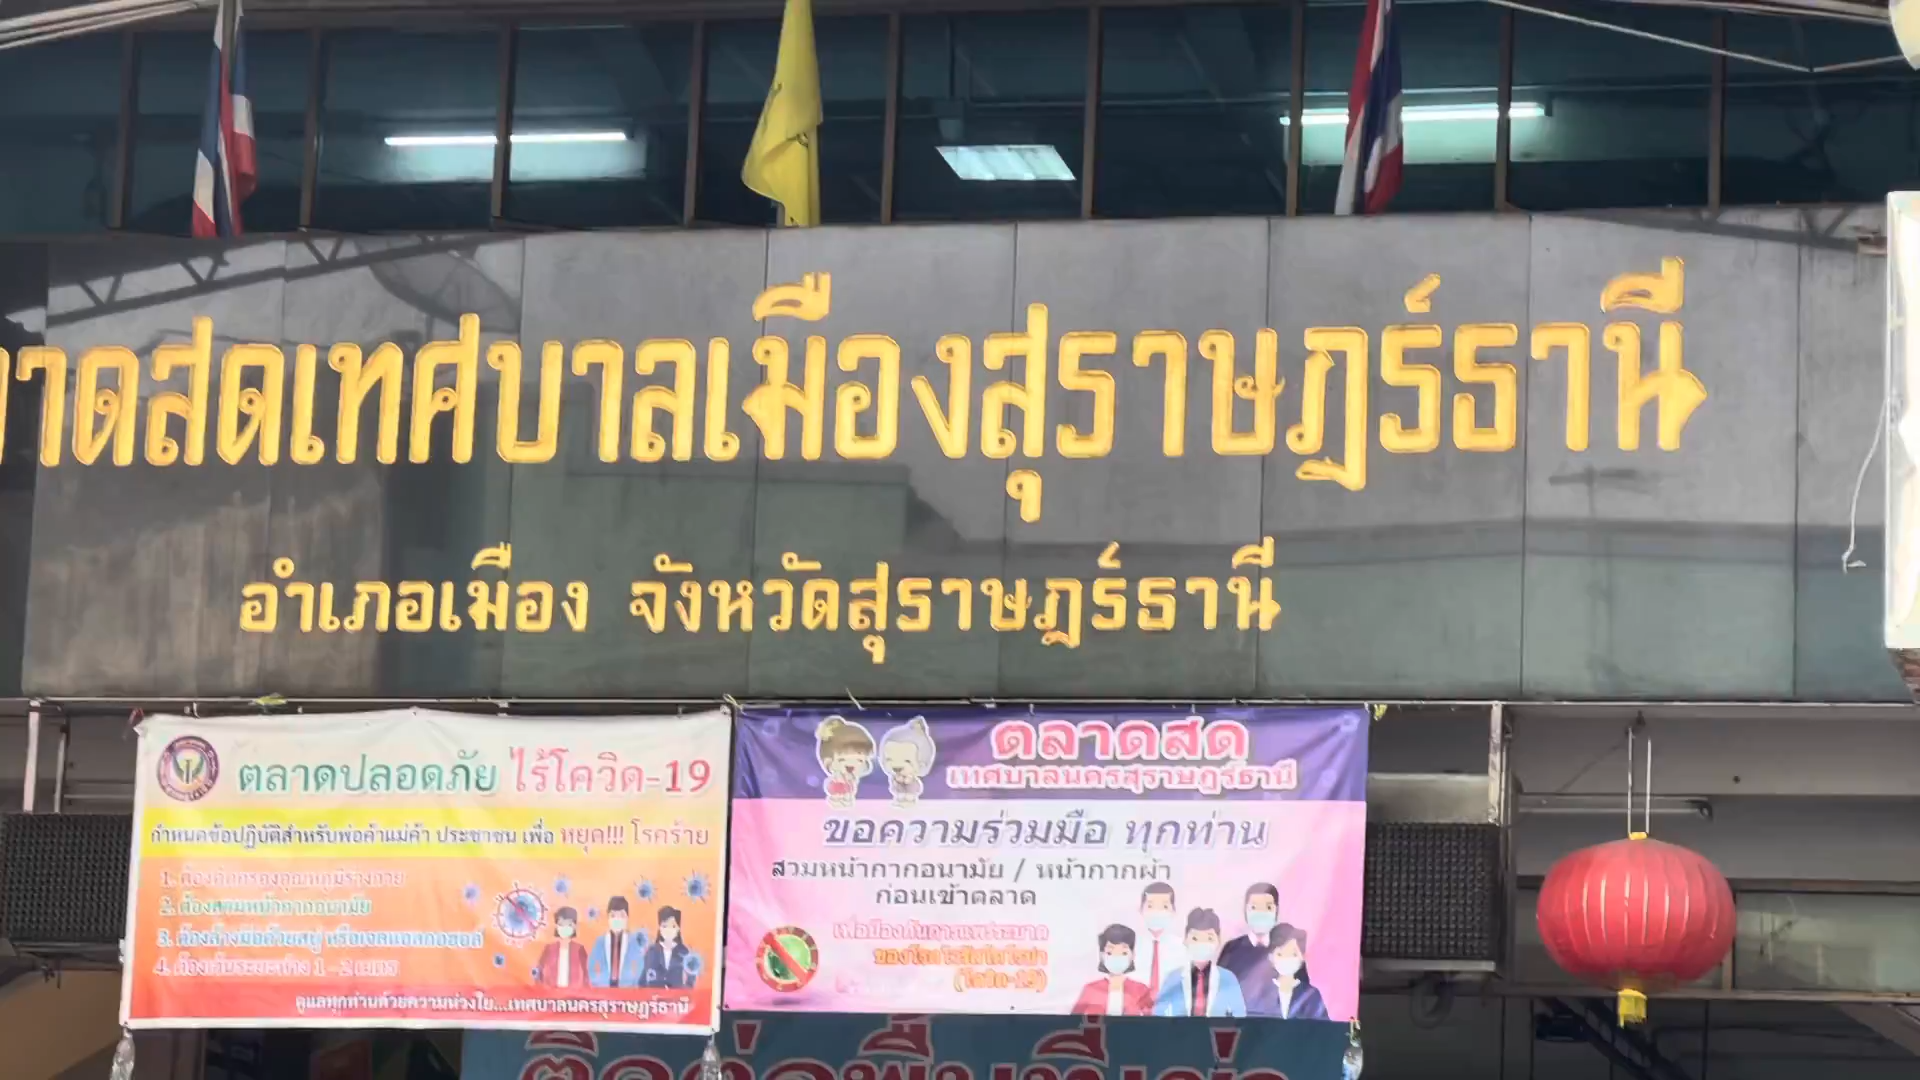 าดสดเทศบาลเมืองสุราษฎร์ธานี
อำเภอเมือง จังหวัดสุราษฎร์ธานี
ตลาดปลอดภัย ไร้โควิด-19
กำหนดข้อปฏิบัติสำหรับพ่อค้าแม่ค้า ประชาชน เพื่อ หยุด!!! โรคร้าย
1. ต้องคัดกรองอุณหภูมิร่างกาย
2. ต้องสวมหน้ากากอนามัย
3. ต้องล้างมือด้วยสบู่ หรือเจลแอลกอฮอล์
4. ต้องเว้นระยะห่าง 1-2 เมตร
ดูแลทุกท่านด้วยความห่วงใย...เทศบาลนครสุราษฎร์ธานี
ตลาดสด
เทศบาลนครสุราษฎร์ธานี
ขอความร่วมมือ ทุกท่าน
สวมหน้ากากอนามัย / หน้ากากผ้า
ก่อนเข้าตลาด
เพื่อป้องกันการแพร่ระบาด
ของโรคไวรัสโคโรน่า
(โควิด-19)
ติดต่อพื้นที่เช่า